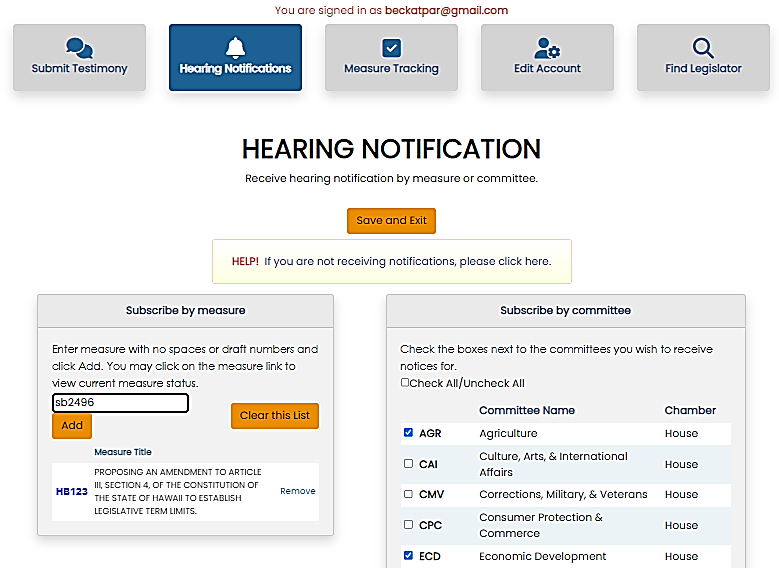 You are signed in as beckatpar@gmail.com
Submit Testimony
Hearing Notifications
Measure Tracking
Edit Account
Find Legislator
HEARING NOTIFICATION
Receive hearing notification by measure or committee.
Save and Exit
HELP! If you are not receiving notifications, please click here.
Subscribe by measure
Enter measure with no spaces or draft numbers and
click Add. You may click on the measure link to
view current measure status.
sb2496
Add
Clear this List
Measure Title
HB123
PROPOSING AN AMENDMENT TO ARTICLE
III, SECTION 4, OF THE CONSTITUTION OF
THE STATE OF HAWAII TO ESTABLISH
LEGISLATIVE TERM LIMITS.
Remove
Subscribe by committee
Check the boxes next to the committees you wish to receive
notices for.
Check All/Uncheck All
Committee Name Chamber
AGR Agriculture House
CAI Culture, Arts, & International
Affairs House
CMV Corrections, Military, & Veterans House
CPC Consumer Protection &
Commerce House
ECD Economic Development House